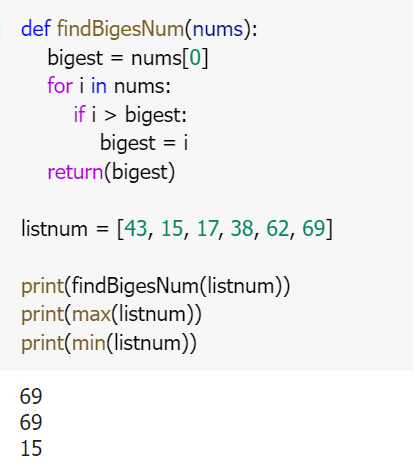 def findBigesNum(nums):
    bigest = nums[0]
    for i in nums:
        if i > bigest:
            bigest = i
    return(bigest)

listnum = [43, 15, 17, 38, 62, 69]

print(findBigesNum(listnum))
print(max(listnum))
print(min(listnum))

69
69
15